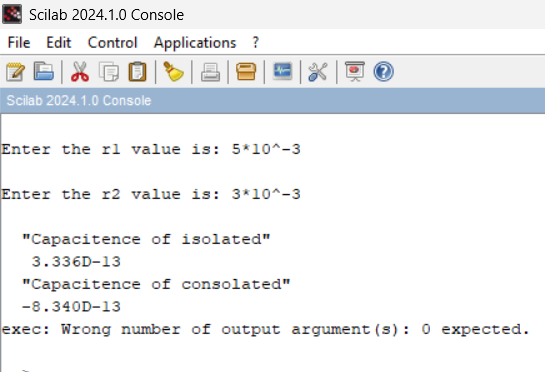 Scilab 2024.1.0 Console
File Edit Control Applications ?
Scilab 2024.1.0 Console
Enter the r1 value is: 5*10^-3
Enter the r2 value is: 3*10^-3
"Capacitence of isolated"
3.336D-13
"Capacitence of consolated"
-8.340D-13
exec: Wrong number of output argument(s): 0 expected.